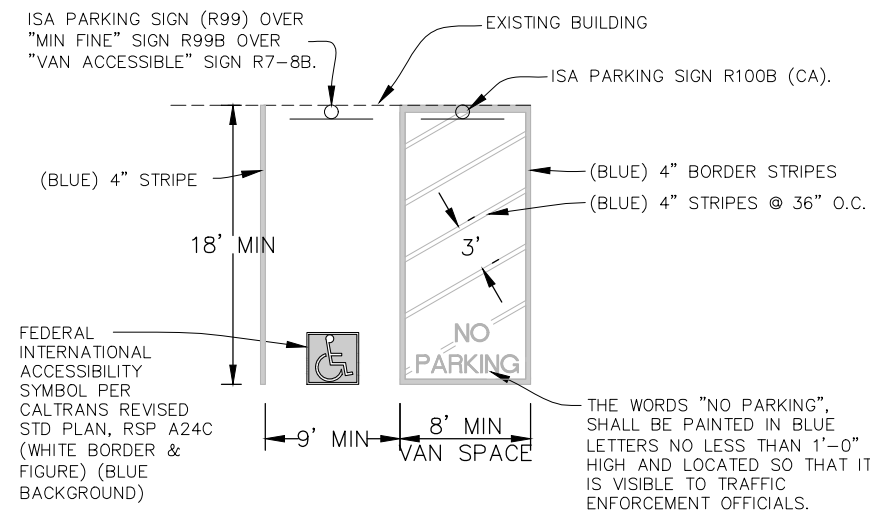 ISA PARKING SIGN (R99) OVER
"MIN FINE" SIGN R99B OVER
"VAN ACCESSIBLE" SIGN R7-8B.
EXISTING BUILDING
ISA PARKING SIGN R100B (CA).
(BLUE) 4" STRIPE
(BLUE) 4" BORDER STRIPES
(BLUE) 4" STRIPES @ 36" O.C.
18' MIN
3'
NO
PARKING
FEDERAL
INTERNATIONAL
ACCESSIBILITY
SYMBOL PER
CALTRANS REVISED
STD PLAN, RSP A24C
(WHITE BORDER &
FIGURE) (BLUE
BACKGROUND)
9' MIN
8' MIN
VAN SPACE
THE WORDS "NO PARKING",
SHALL BE PAINTED IN BLUE
LETTERS NO LESS THAN 1'-0"
HIGH AND LOCATED SO THAT IT
IS VISIBLE TO TRAFFIC
ENFORCEMENT OFFICIALS.